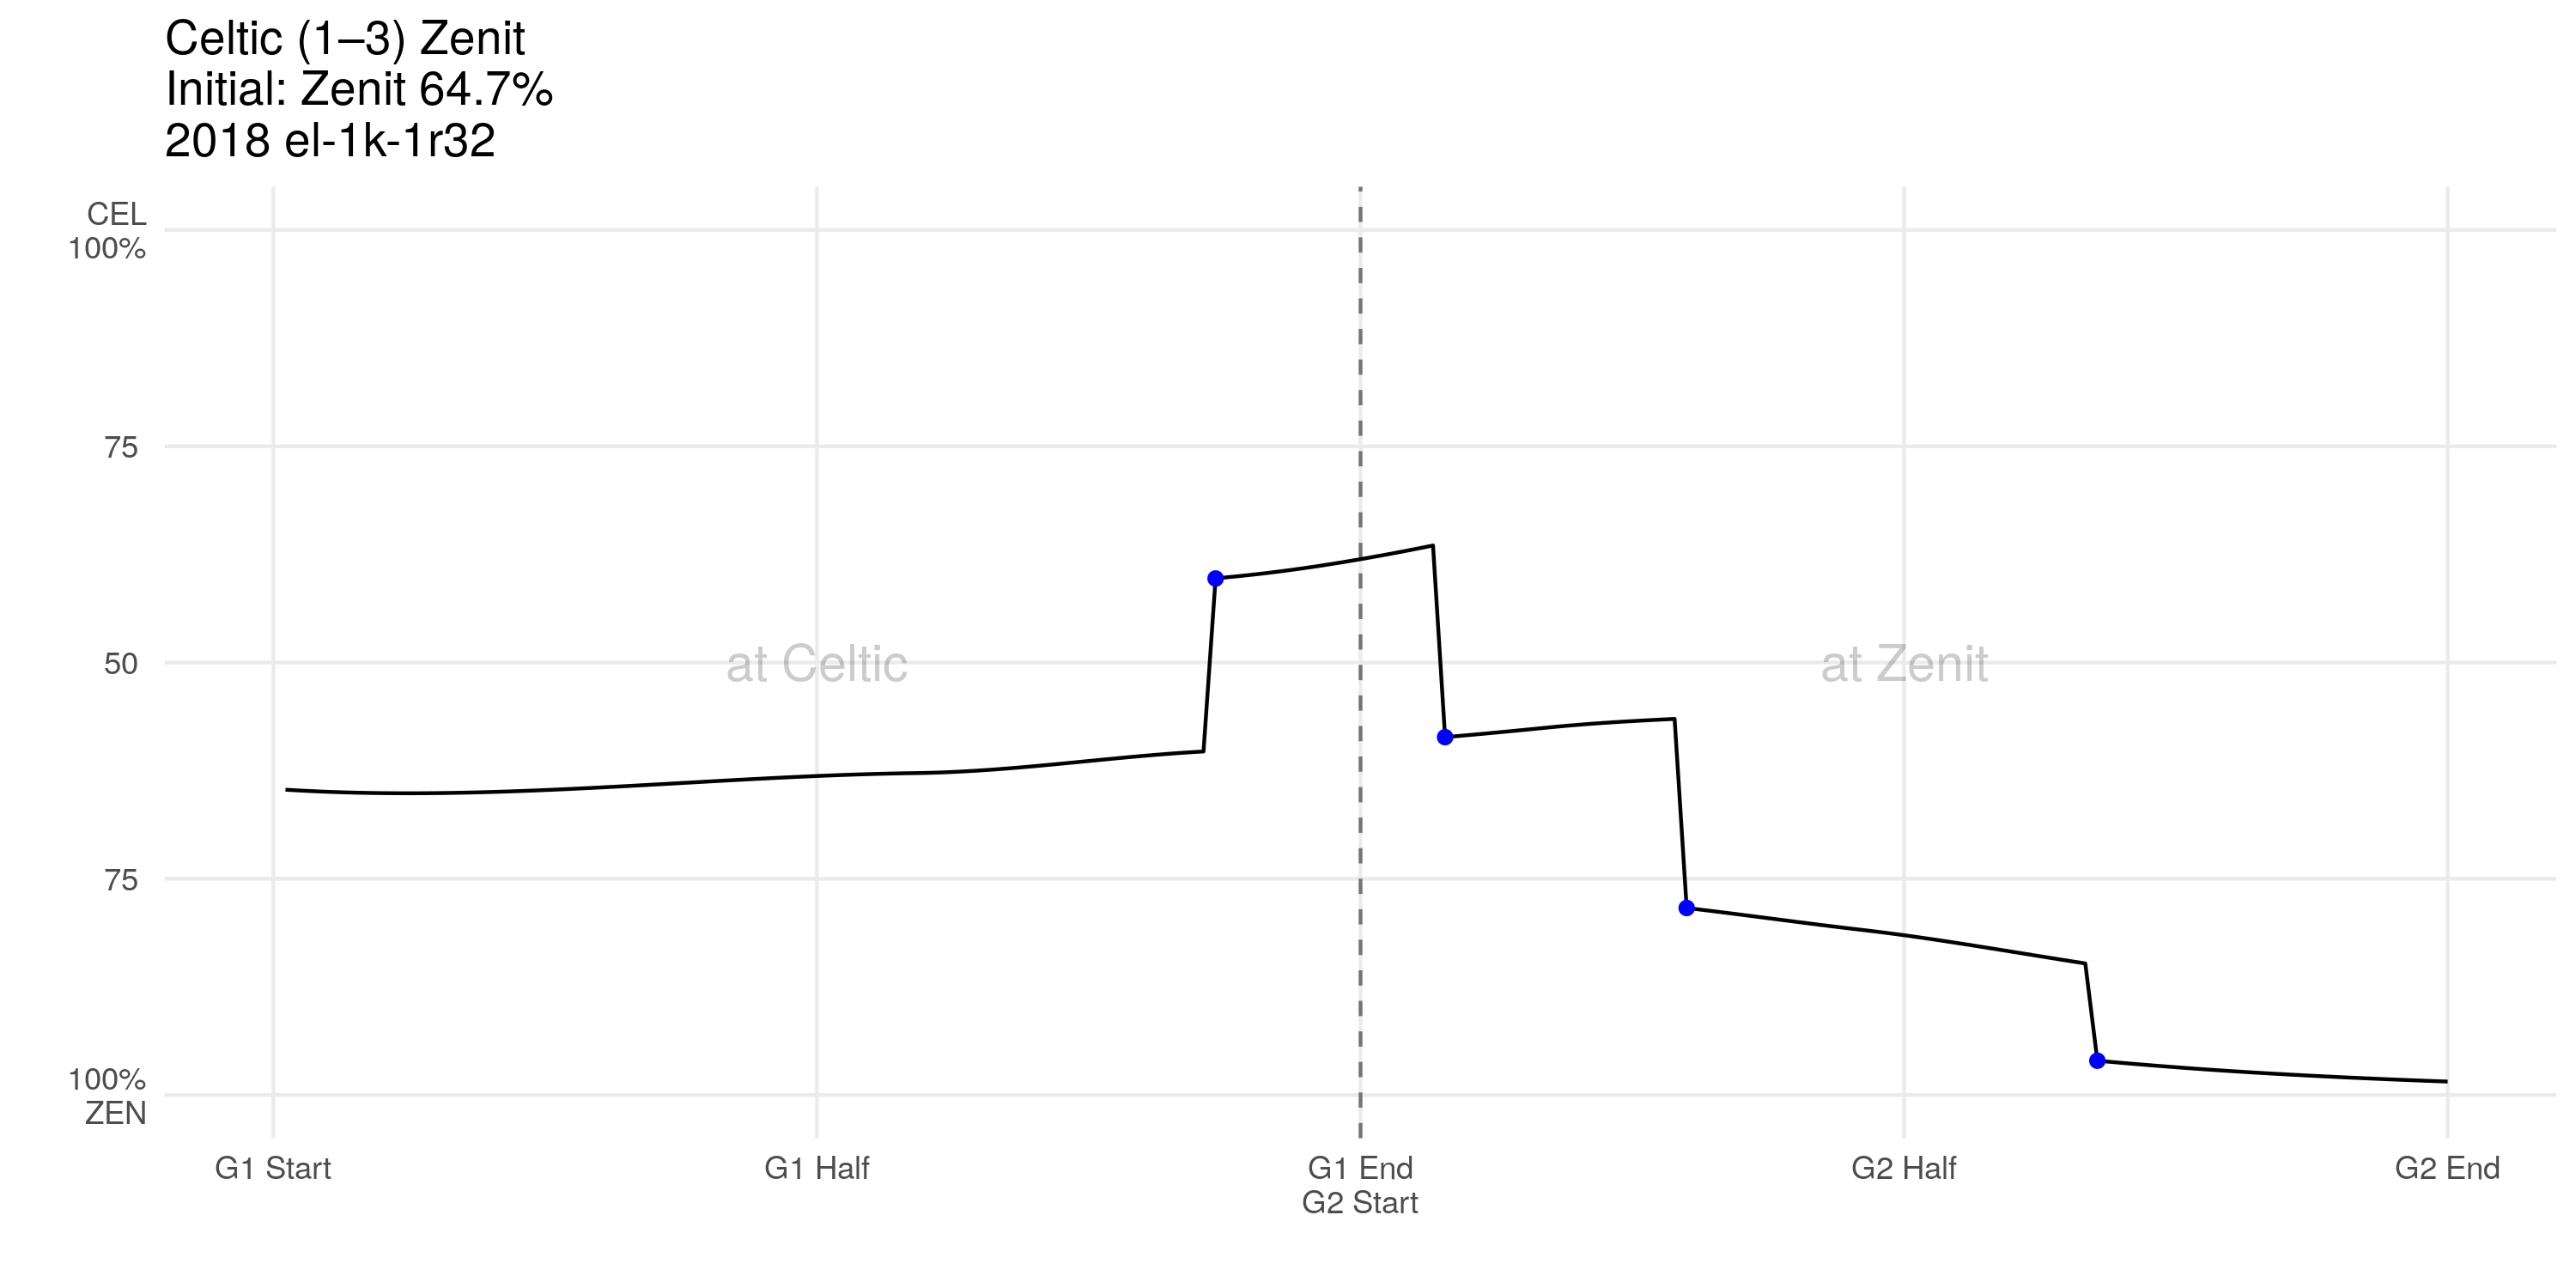 Celtic (1–3) Zenit
Initial: Zenit 64.7%
2018 el-1k-1r32
CEL
100%
75
50
75
100%
ZEN
at Celtic
at Zenit
G1 Start
G1 Half
G1 End
G2 Start
G2 Half
G2 End